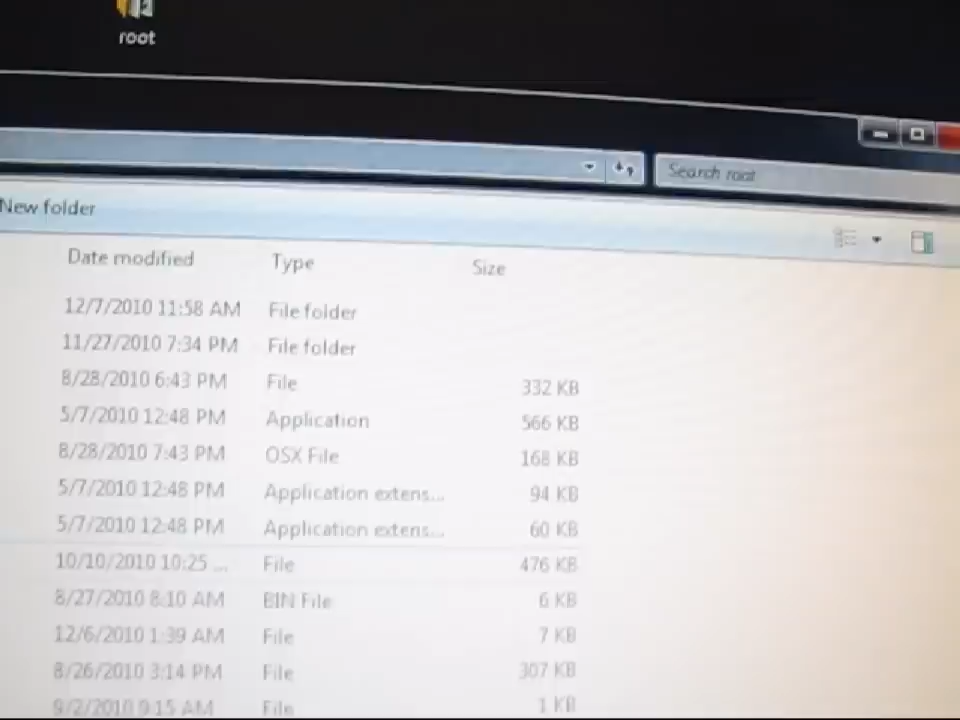 root
Search root
New folder
Date modified Type Size
12/7/2010 11:58 AM File folder
11/27/2010 7:34 PM File folder
8/28/2010 6:43 PM File 332 KB
5/7/2010 12:48 PM Application 566 KB
8/28/2010 7:43 PM OSX File 168 KB
5/7/2010 12:48 PM Application extens... 94 KB
5/7/2010 12:48 PM Application extens... 60 KB
10/10/2010 10:25 ... File 476 KB
8/27/2010 8:10 AM BIN File 6 KB
12/6/2010 1:39 AM File 7 KB
8/26/2010 3:14 PM File 307 KB
9/2/2010 9:15 AM File 1 KB